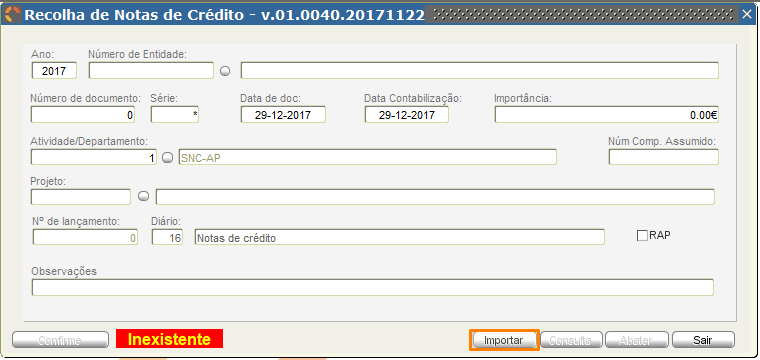 Recolha de Notas de Crédito - v.01.0040.20171122
Ano: Número de Entidade:
2017
Número de documento: Série: Data de doc: Data Contabilização: Importância:
0 * 29-12-2017 29-12-2017 0.00€
Atividade/Departamento: Núm Comp. Assumido:
1 SNC-AP
Projeto:
Nº de lançamento: Diário:
0 16 Notas de crédito RAP
Observações
Confirme Inexistente Importar Consulta Abater Sair